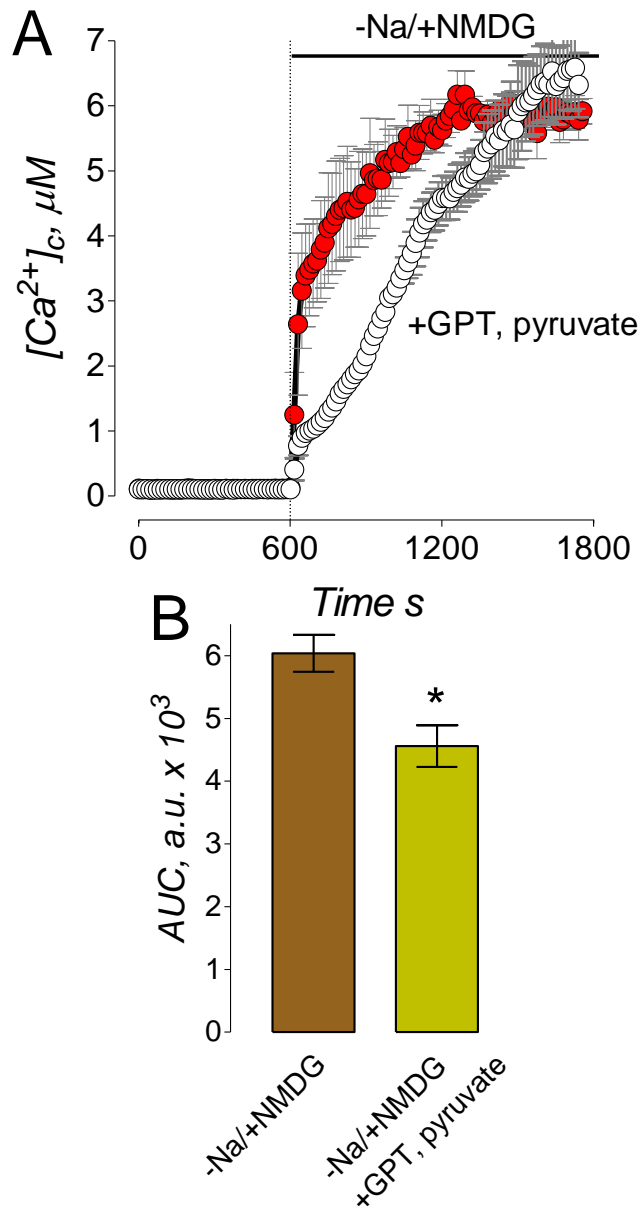 A
-Na/+NMDG
7
6
5
4
3
2
1
0
[Ca²⁺]c, μM
+GPT, pyruvate
0 600 1200 1800
Time s
B
6
5
4
3
2
1
0
AUC, a.u. x 10³
*
-Na/+NMDG
-Na/+NMDG
+GPT, pyruvate